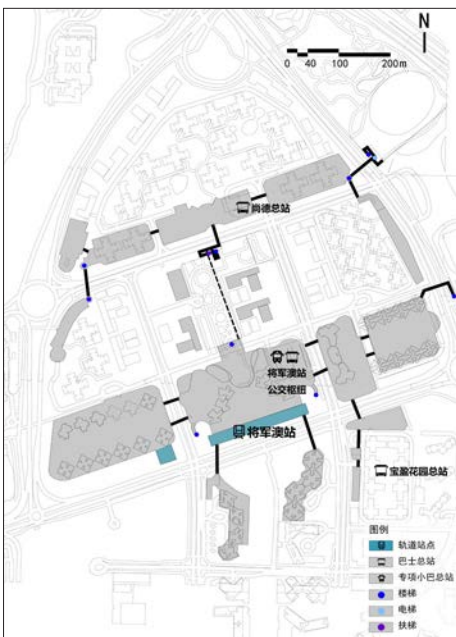 N
0 40 100 200m
尚德总站
将军澳站
公交枢纽
将军澳站
宝盈花园总站
图例
轨道站点
巴士总站
专项小巴总站
楼梯
电梯
扶梯